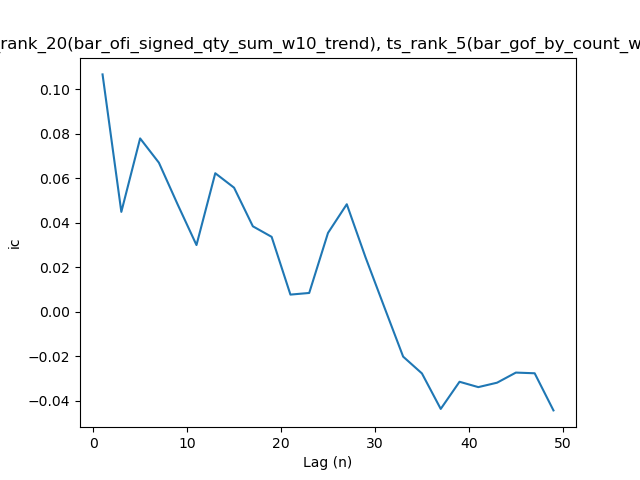 rank_20(bar_ofi_signed_qty_sum_w10_trend), ts_rank_5(bar_gof_by_count_w
0.10
0.08
0.06
0.04
0.02
0.00
−0.02
−0.04
ic
0 10 20 30 40 50
Lag (n)